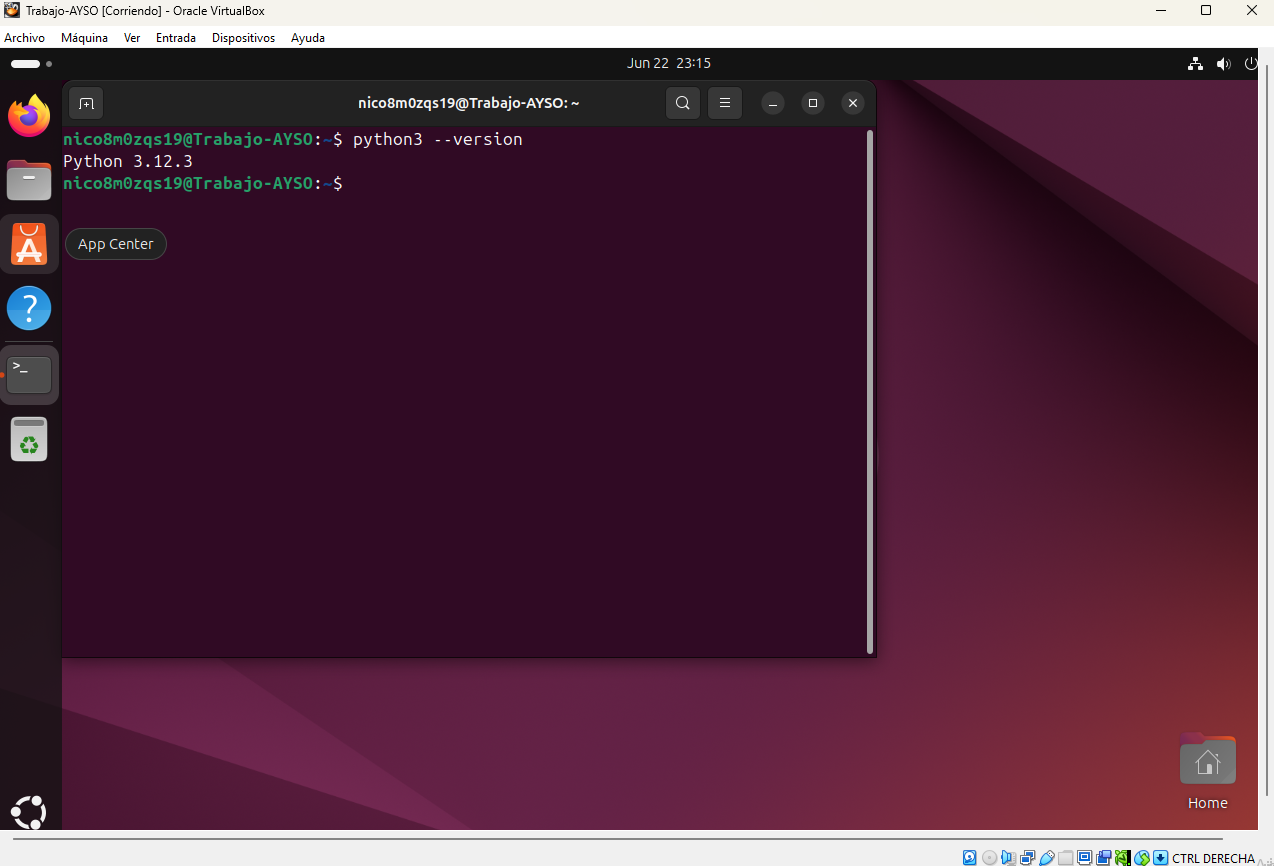 Trabajo-AYSO [Corriendo] - Oracle VirtualBox
Archivo Máquina Ver Entrada Dispositivos Ayuda
Jun 22 23:15
nico8m0zqs19@Trabajo-AYSO: ~
nico8m0zqs19@Trabajo-AYSO:~$ python3 --version
Python 3.12.3
nico8m0zqs19@Trabajo-AYSO:~$
App Center
Home
CTRL DERECHA